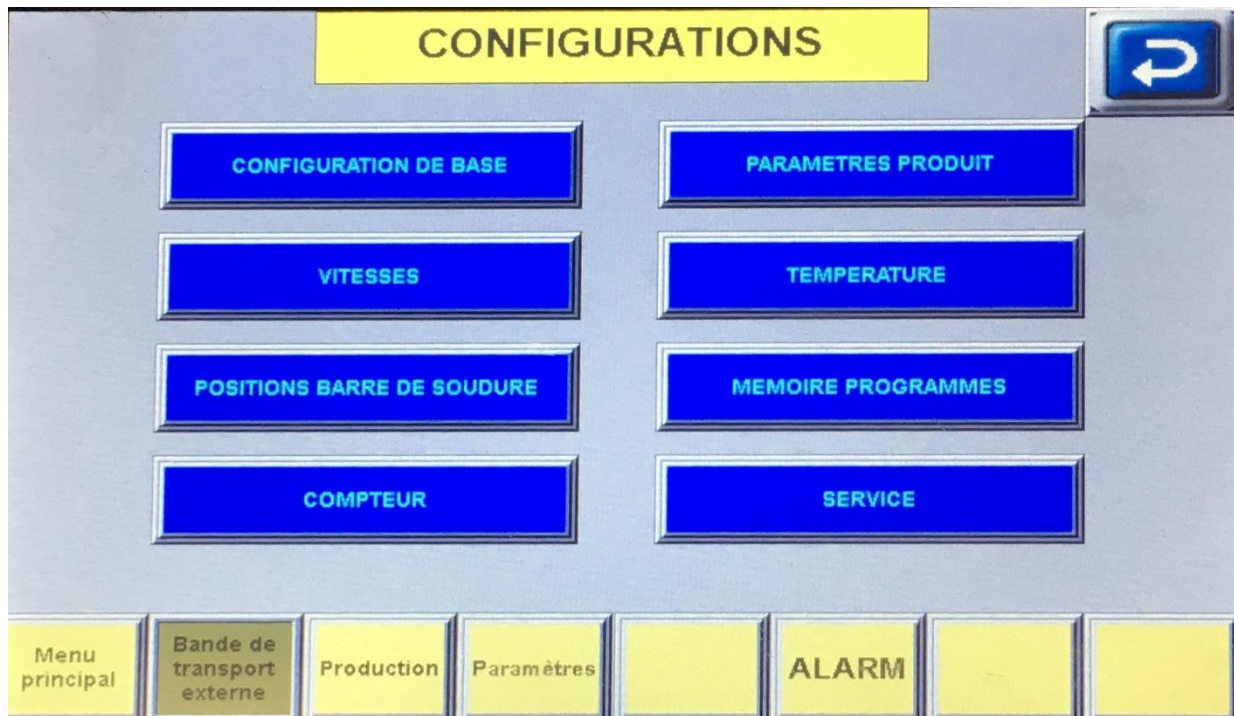 CONFIGURATIONS
CONFIGURATION DE BASE
PARAMETRES PRODUIT
VITESSES
TEMPERATURE
POSITIONS BARRE DE SOUDURE
MEMOIRE PROGRAMMES
COMPTEUR
SERVICE
Menu
principal
Bande de
transport
externe
Production
Paramètres
ALARM